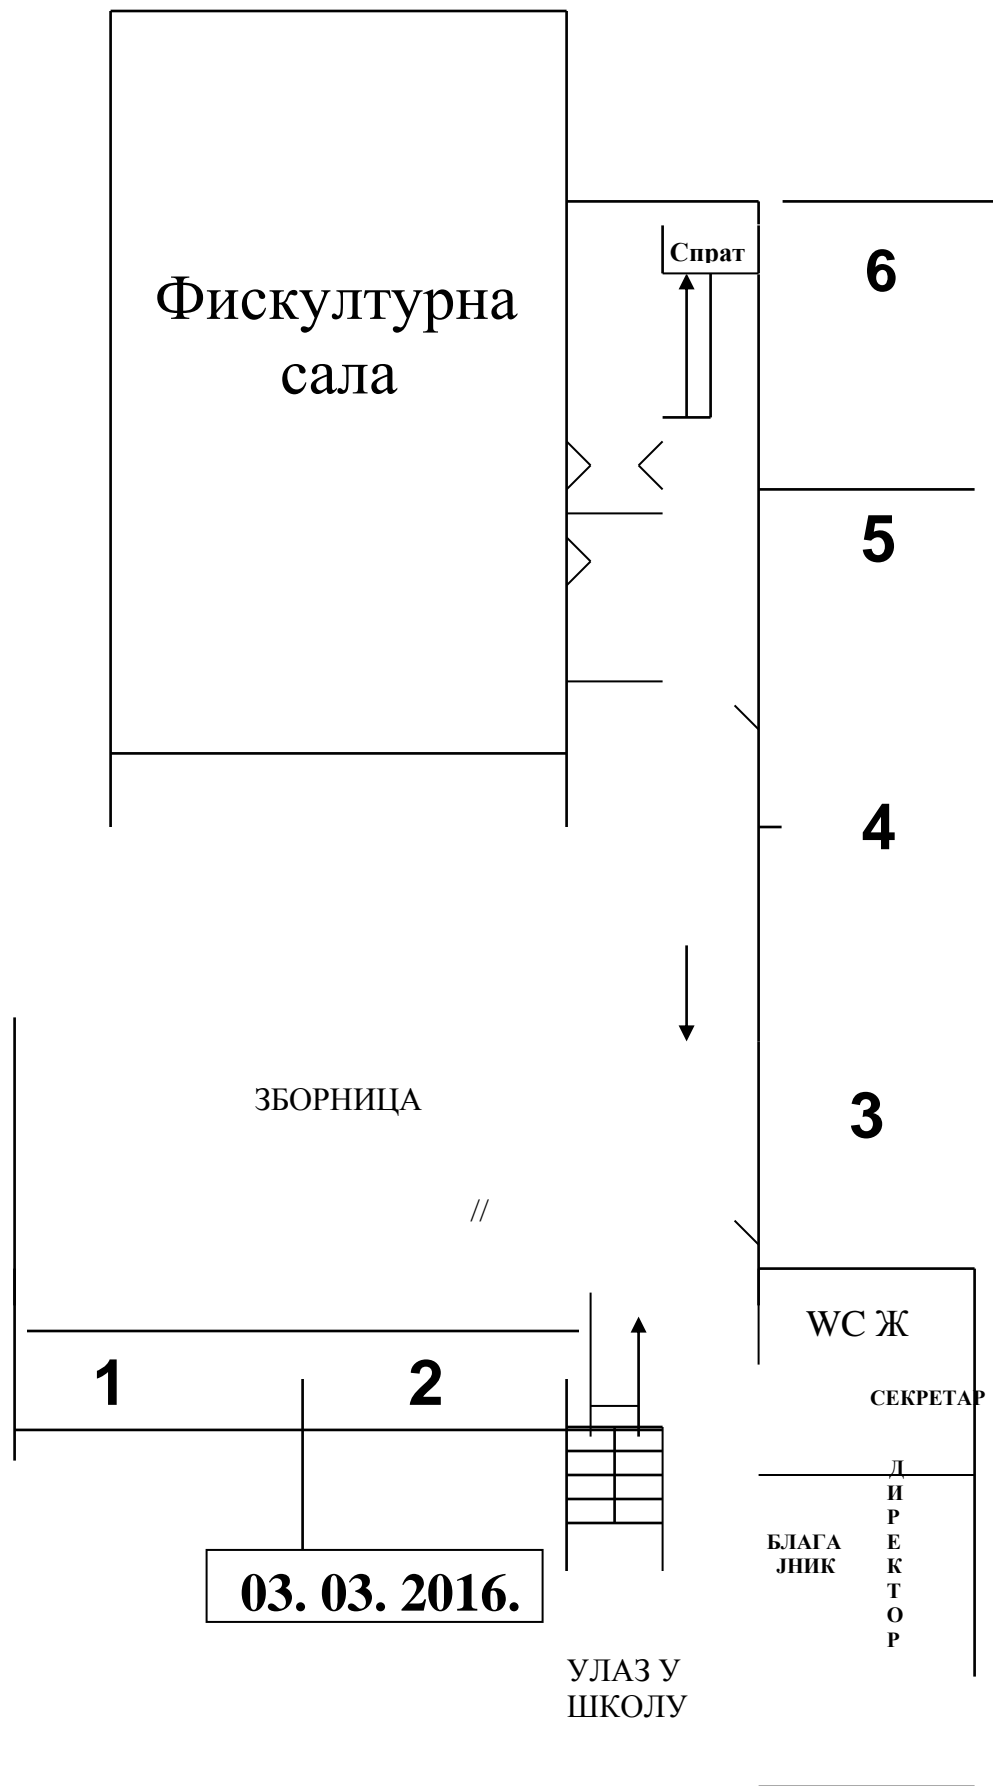 Фискултурна
сала
Спрат
6
5
4
3
ЗБОРНИЦА
//
WC Ж
1
2
СЕКРЕТАР
ДИРЕКТОР
БЛАГА
ЈНИК
03. 03. 2016.
УЛАЗ У
ШКОЛУ